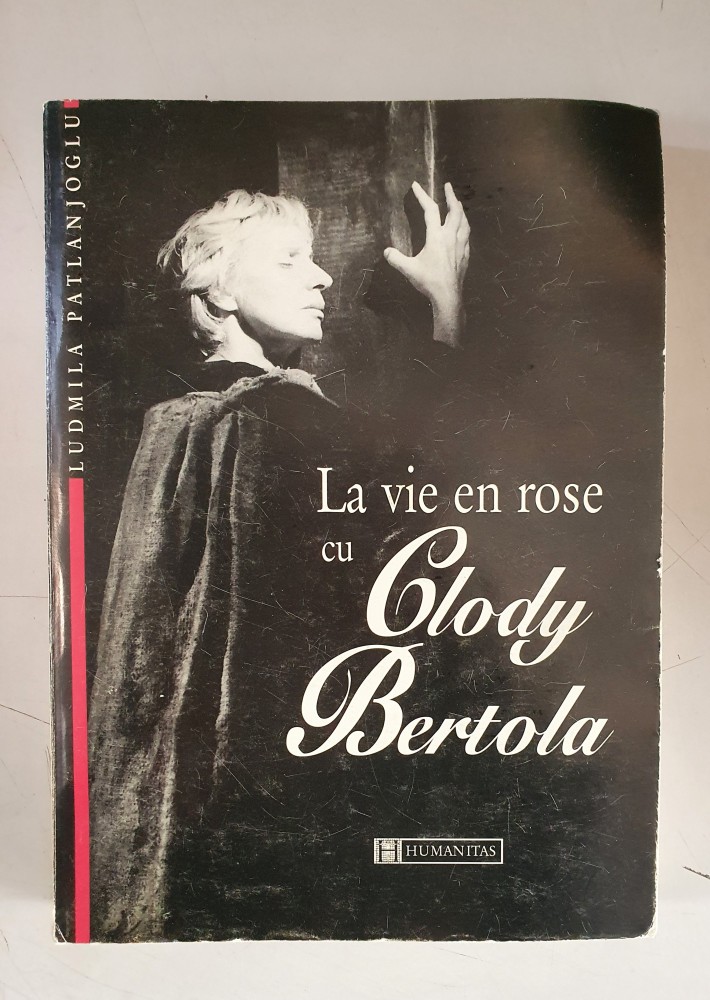 LUDMILA PATLANJOGLU
La vie en rose
cu
Clody
Bertola
HUMANITAS